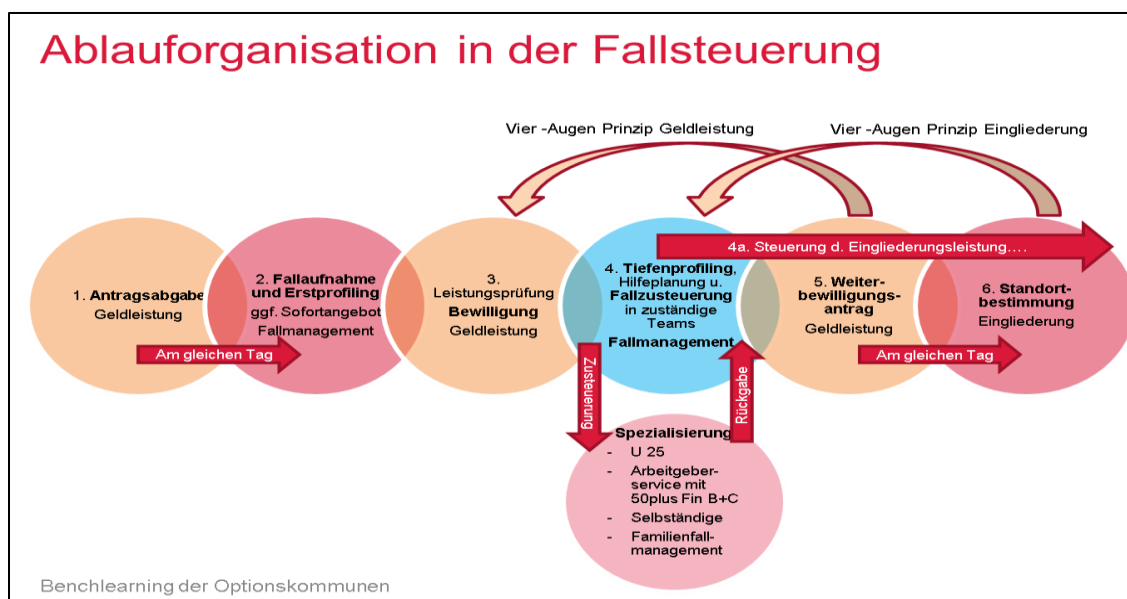 Ablauforganisation in der Fallsteuerung
Vier -Augen Prinzip Geldleistung
Vier -Augen Prinzip Eingliederung
1. Antragsabgabe
Geldleistung
Am gleichen Tag
2. Fallaufnahme
und Erstprofiling
ggf. Sofortangebot
Fallmanagement
3.
Leistungsprüfung
Bewilligung
Geldleistung
4a. Steuerung d. Eingliederungsleistung….
4. Tiefenprofiling,
Hilfeplanung u.
Fallzusteuerung
in zuständige
Teams
Fallmanagement
5. Weiter-
bewilligungs-
antrag
Geldleistung
Am gleichen Tag
6. Standort-
bestimmung
Eingliederung
Zusteuerung
Rückgabe
Spezialisierung
- U 25
- Arbeitgeber-
service mit
50plus Fin B+C
- Selbständige
- Familienfall-
management
Benchlearning der Optionskommunen